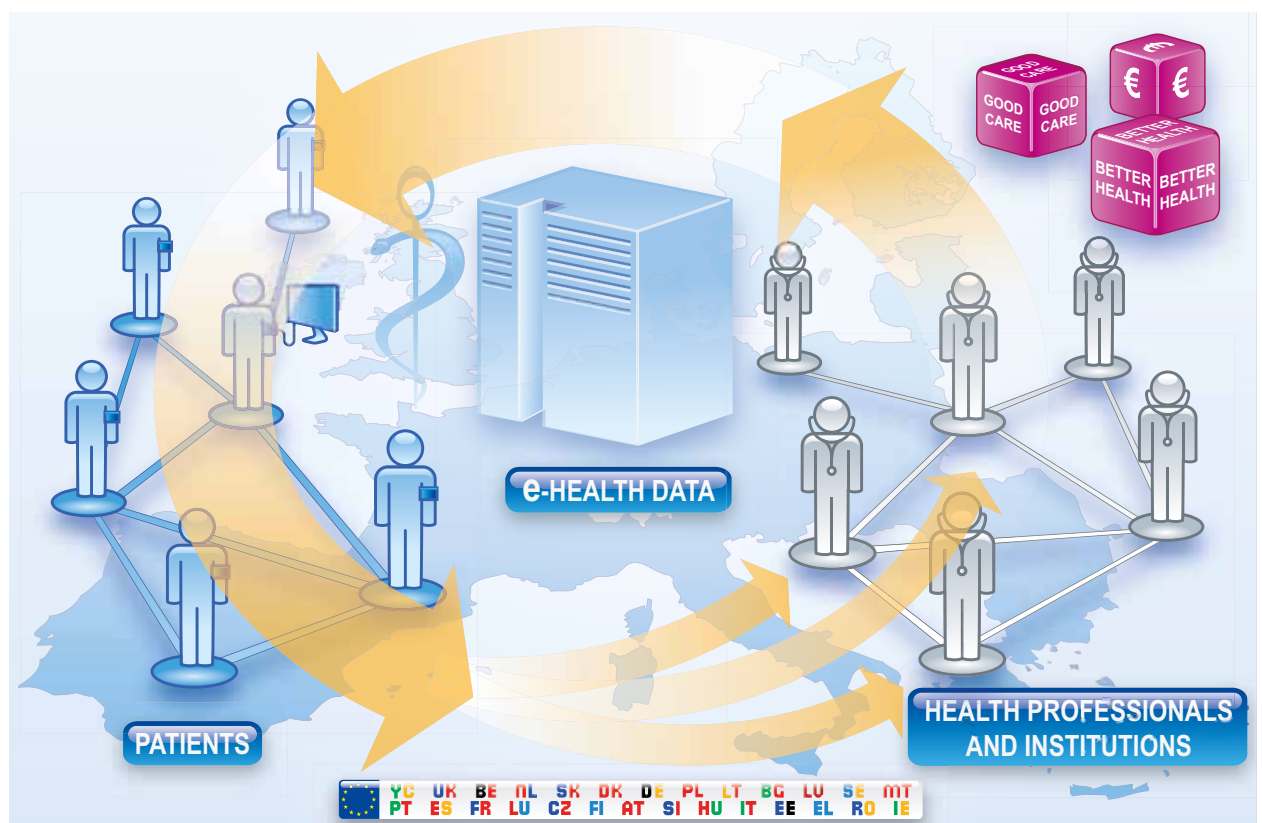 GOOD CARE
GOOD
CARE
GOOD
CARE
€
€
€
BETTER
HEALTH
BETTER
HEALTH
BETTER
HEALTH
e-HEALTH DATA
PATIENTS
HEALTH PROFESSIONALS
AND INSTITUTIONS
YC UK BE NL SK DK DE PL LT BG LV SE MT
PT ES FR LU CZ FI AT SI HU IT EE EL RO IE